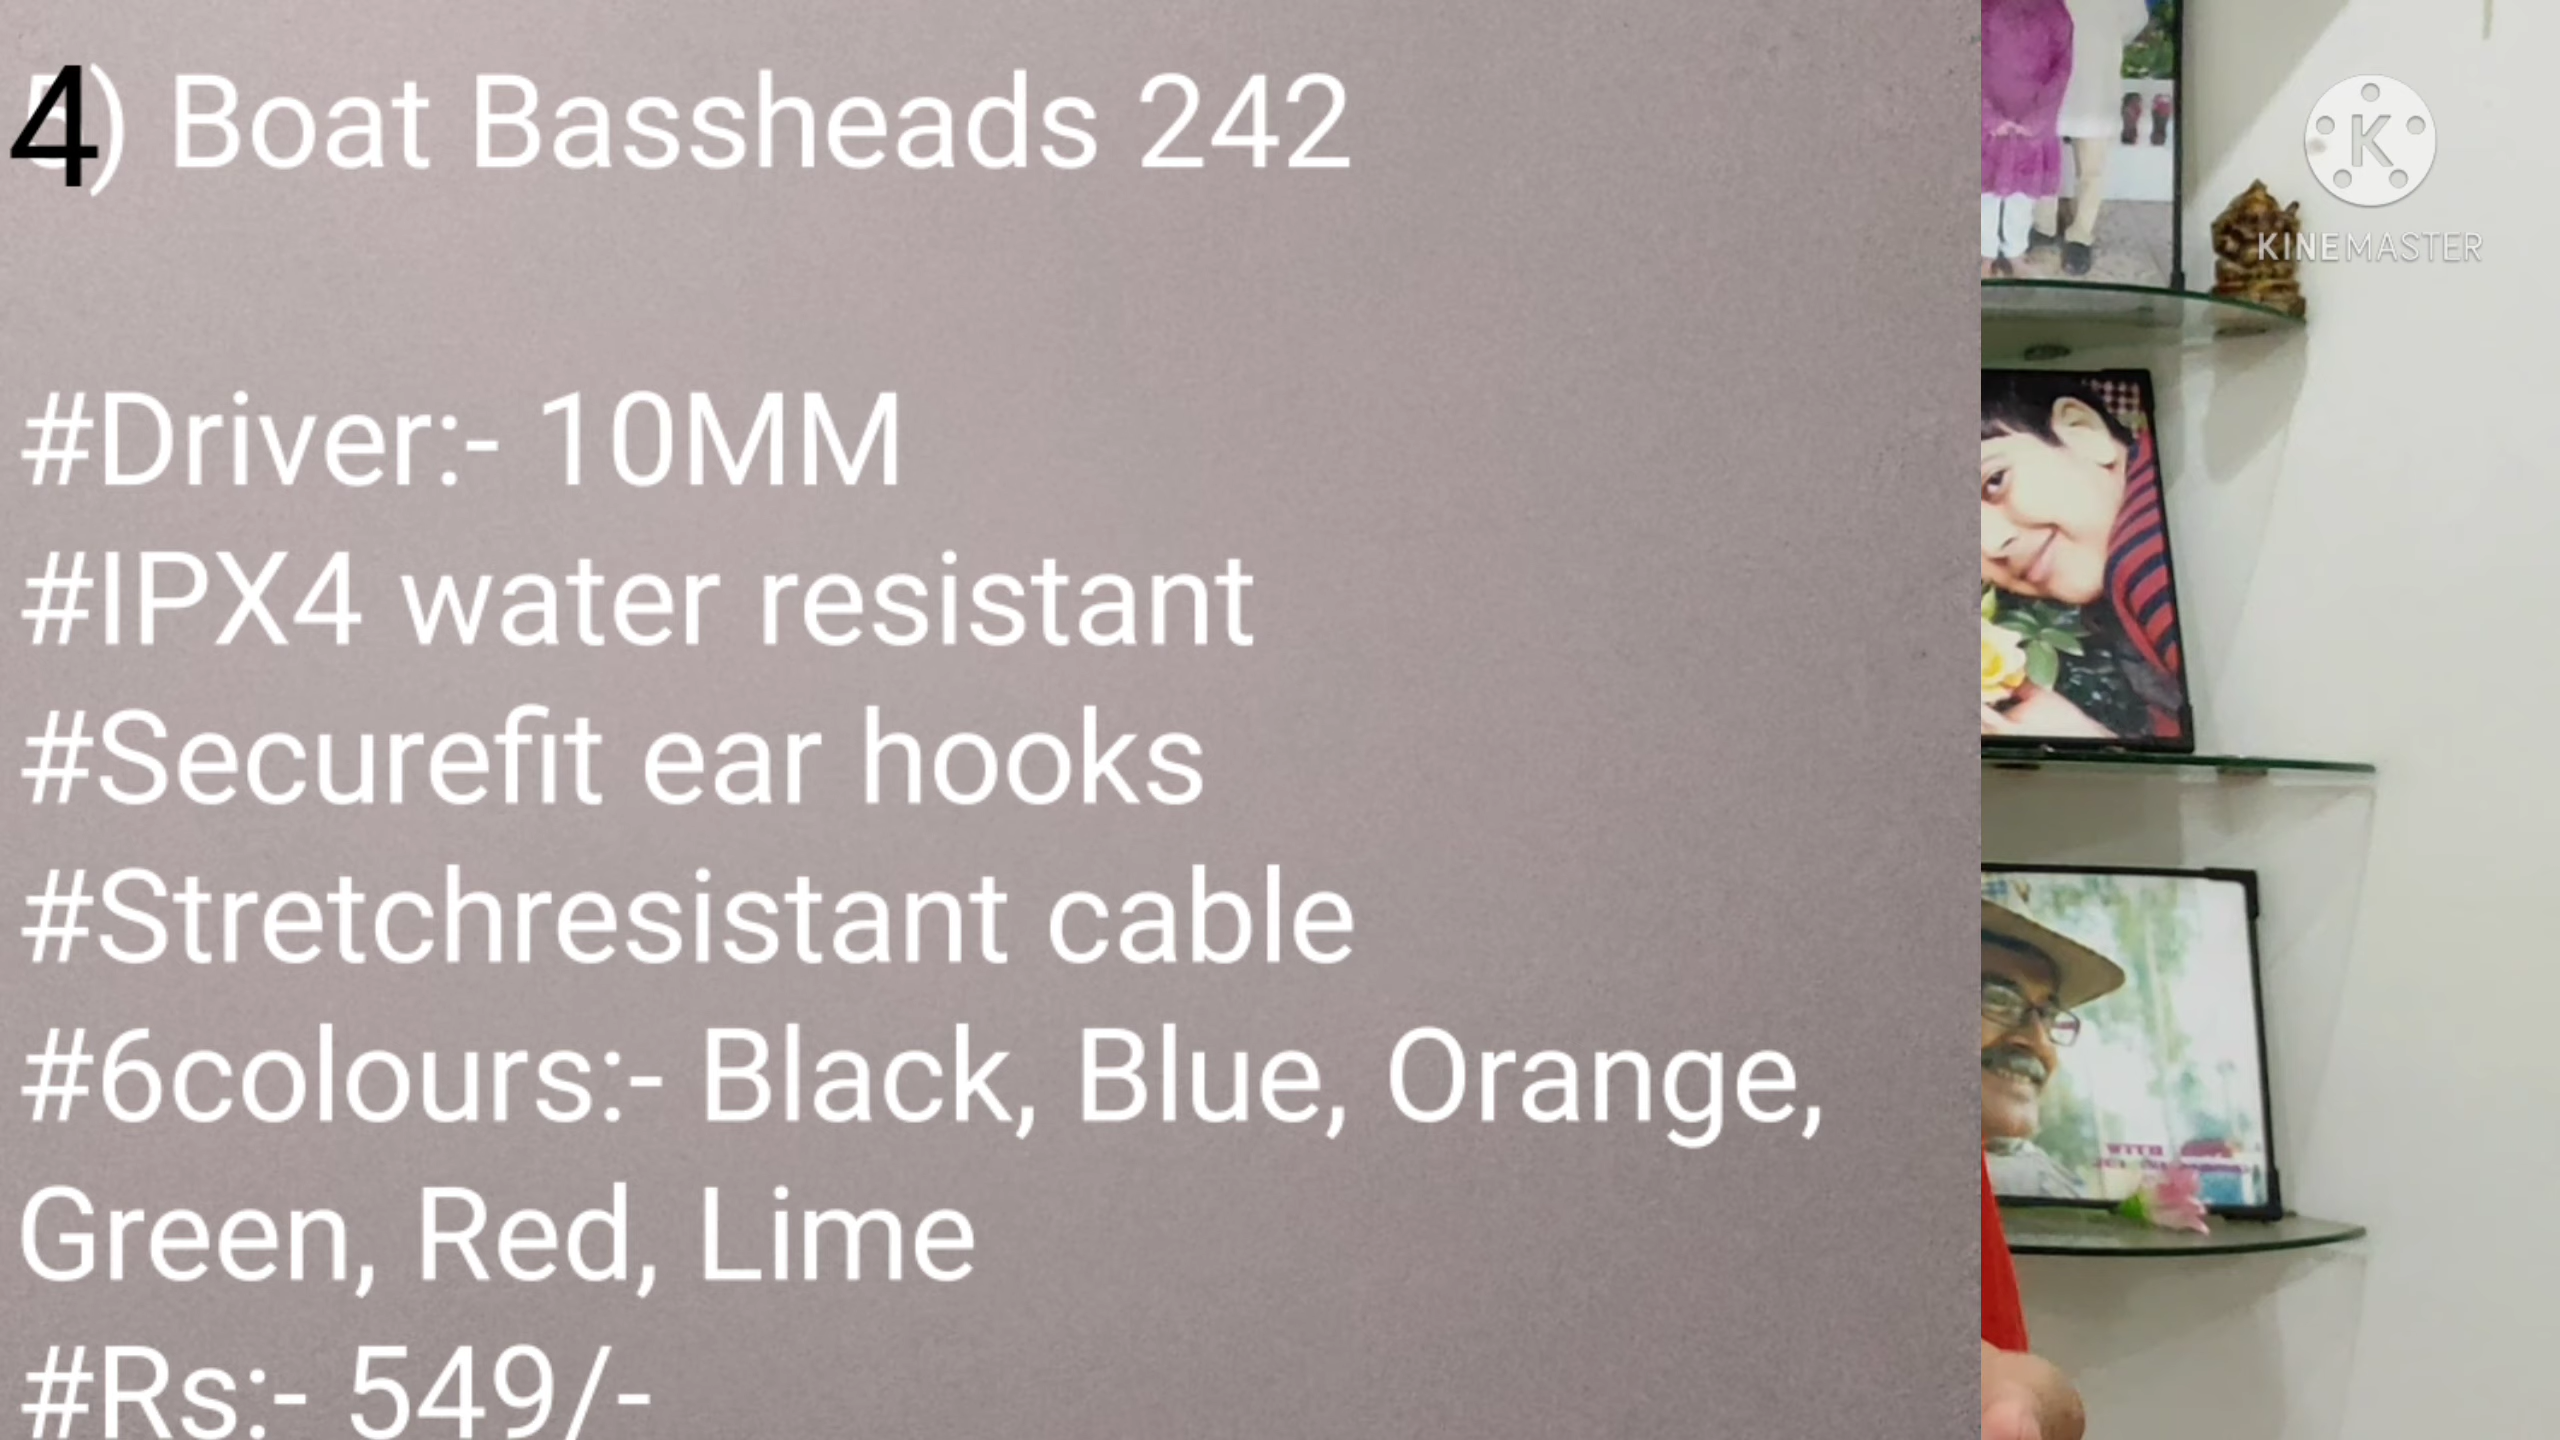 4) Boat Bassheads 242
#Driver:- 10MM
#IPX4 water resistant
#Securefit ear hooks
#Stretchresistant cable
#6colours:- Black, Blue, Orange,
Green, Red, Lime
#Rs:- 549/-
K
KINEMASTER
WITH